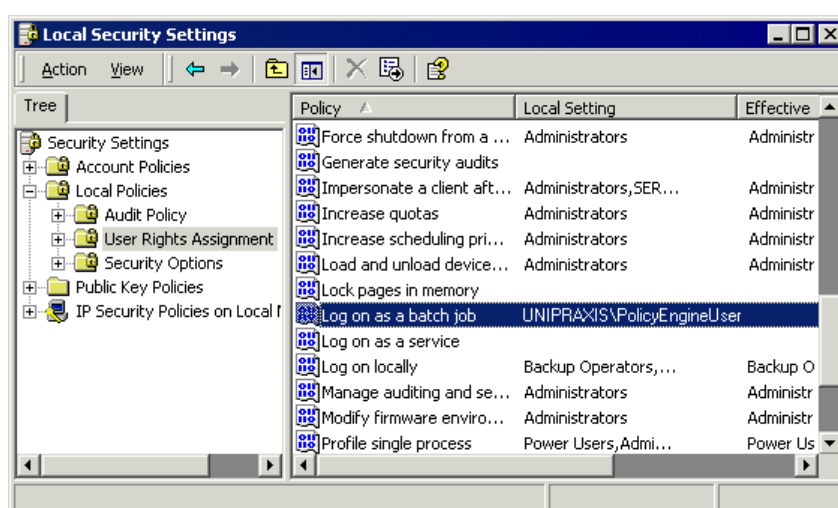 Local Security Settings
Action View
Tree
Policy Local Setting Effective
Security Settings
Account Policies
Local Policies
Audit Policy
User Rights Assignment
Security Options
Public Key Policies
IP Security Policies on Local
Force shutdown from a ... Administrators Administr
Generate security audits
Impersonate a client aft... Administrators,SER... Administr
Increase quotas Administrators Administr
Increase scheduling pri... Administrators Administr
Load and unload device... Administrators Administr
Lock pages in memory
Log on as a batch job UNIPRAXIS\PolicyEngineUser
Log on as a service
Log on locally Backup Operators,... Backup O
Manage auditing and se... Administrators Administr
Modify firmware enviro... Administrators Administr
Profile single process Power Users,Admi... Power Us